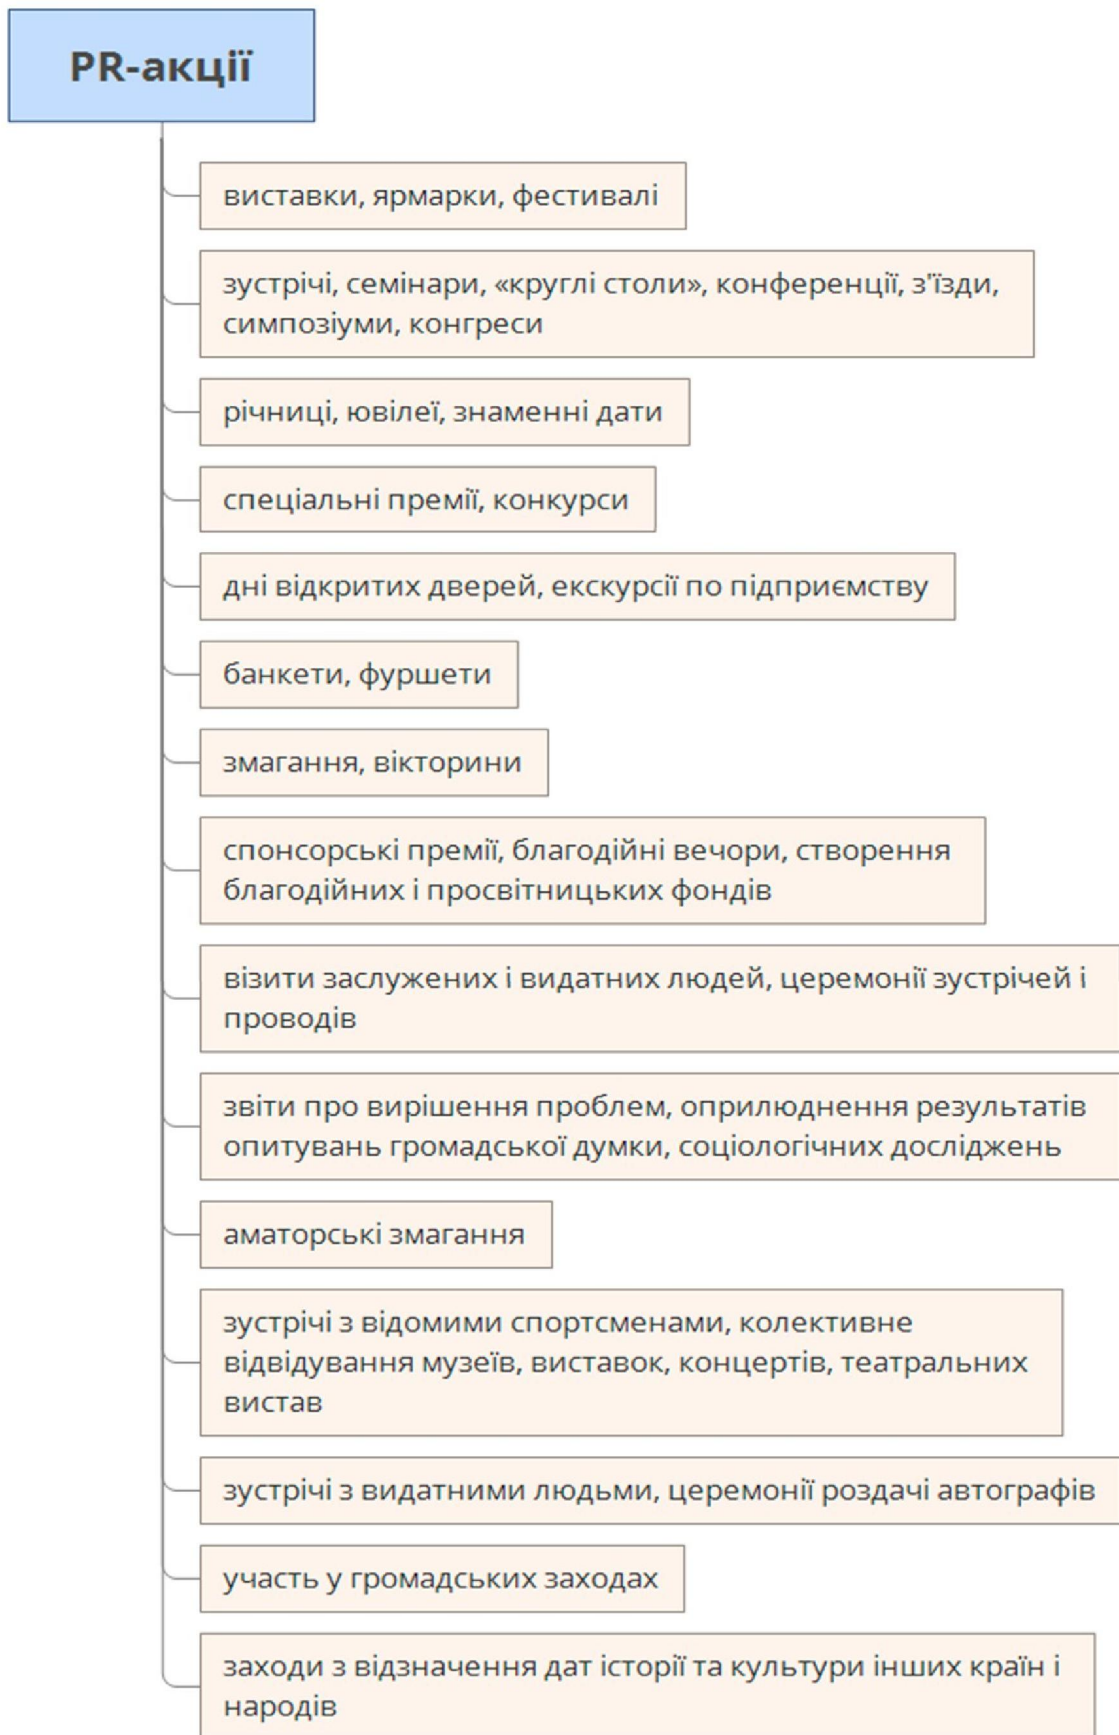 PR-акції
виставки, ярмарки, фестивалі
зустрічі, семінари, «круглі столи», конференції, з'їзди,
симпозіуми, конгреси
річниці, ювілеї, знаменні дати
спеціальні премії, конкурси
дні відкритих дверей, екскурсії по підприємству
банкети, фуршети
змагання, вікторини
спонсорські премії, благодійні вечори, створення
благодійних і просвітницьких фондів
візити заслужених і видатних людей, церемонії зустрічей і
проводів
звіти про вирішення проблем, оприлюднення результатів
опитувань громадської думки, соціологічних досліджень
аматорські змагання
зустрічі з відомими спортсменами, колективне
відвідування музеїв, виставок, концертів, театральних
вистав
зустрічі з видатними людьми, церемонії роздачі автографів
участь у громадських заходах
заходи з відзначення дат історії та культури інших країн і
народів